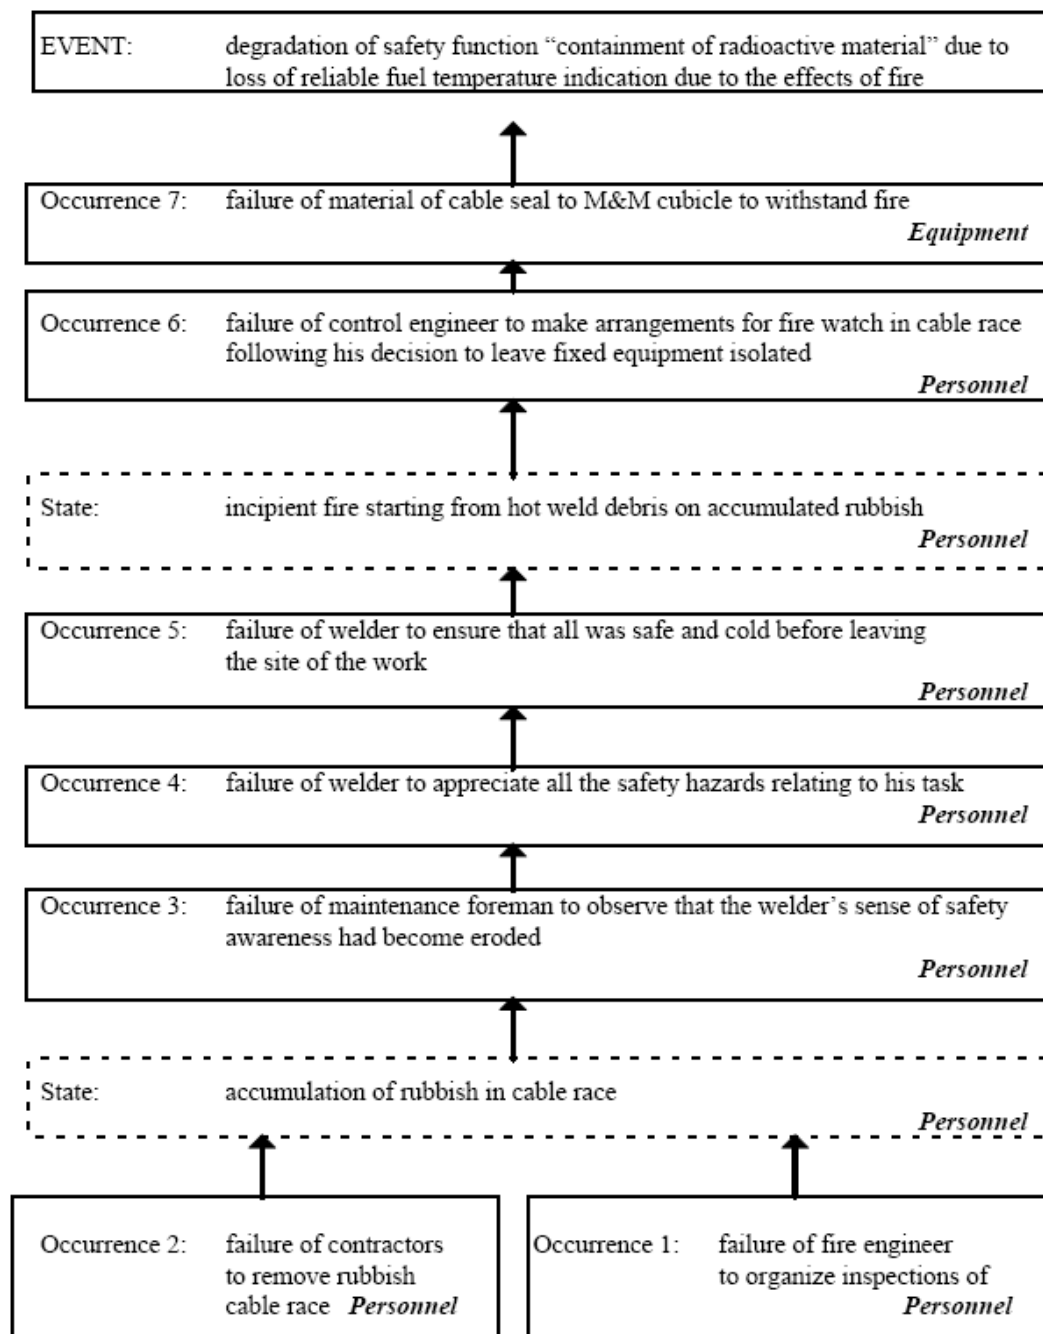 EVENT: degradation of safety function “containment of radioactive material” due to
loss of reliable fuel temperature indication due to the effects of fire
Occurrence 7: failure of material of cable seal to M&M cubicle to withstand fire
Equipment
Occurrence 6: failure of control engineer to make arrangements for fire watch in cable race
following his decision to leave fixed equipment isolated
Personnel
State: incipient fire starting from hot weld debris on accumulated rubbish
Personnel
Occurrence 5: failure of welder to ensure that all was safe and cold before leaving
the site of the work
Personnel
Occurrence 4: failure of welder to appreciate all the safety hazards relating to his task
Personnel
Occurrence 3: failure of maintenance foreman to observe that the welder’s sense of safety
awareness had become eroded
Personnel
State: accumulation of rubbish in cable race
Personnel
Occurrence 2: failure of contractors
to remove rubbish
cable race Personnel
Occurrence 1: failure of fire engineer
to organize inspections of
Personnel